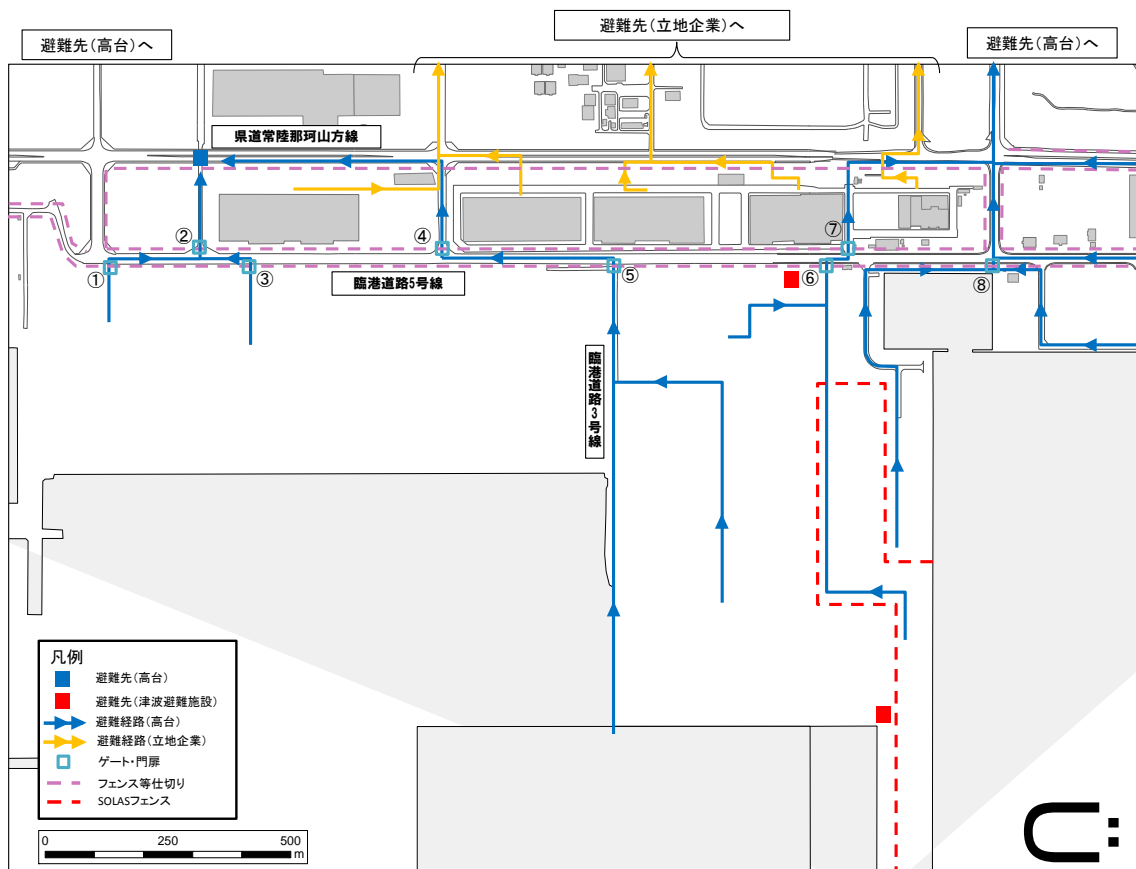 避難先(立地企業)へ
避難先(高台)へ
避難先(高台)へ
県道常陸那珂山方線
②
④
⑦
①
③
臨港道路5号線
⑤
⑥
⑧
臨港道路3号線
凡例
避難先(高台)
避難先(津波避難施設)
避難経路(高台)
避難経路(立地企業)
ゲート・門扉
フェンス等仕切り
SOLASフェンス
0 250 500
m